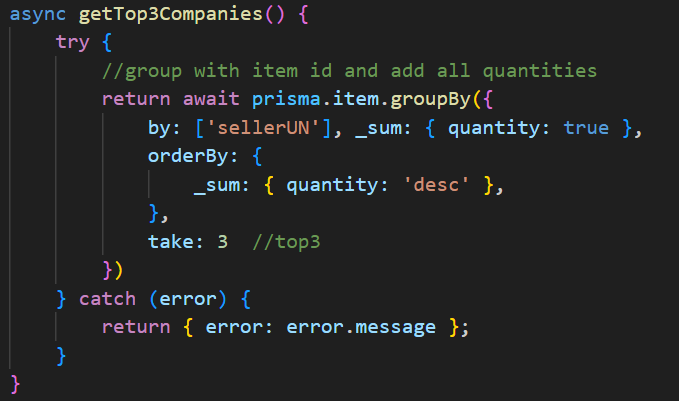 async getTop3Companies() {
try {
//group with item id and add all quantities
return await prisma.item.groupBy({
by: ['sellerUN'], _sum: { quantity: true },
orderBy: {
_sum: { quantity: 'desc' },
},
take: 3  //top3
})
} catch (error) {
return { error: error.message };
}
}